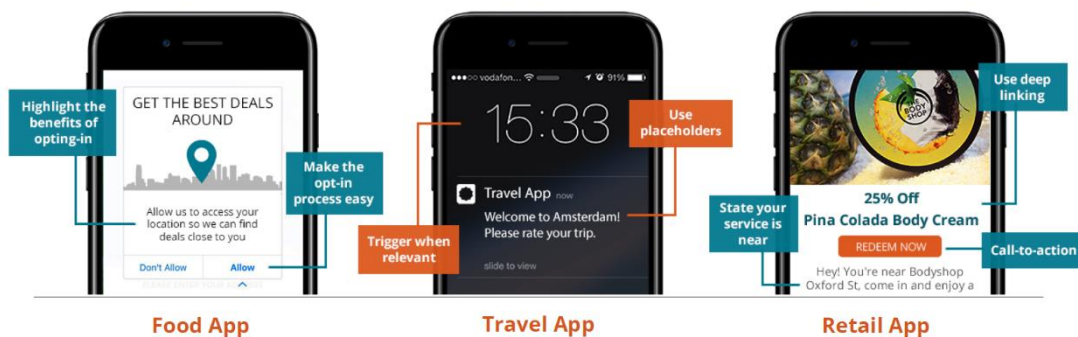 Highlight the
benefits of
opting-in
GET THE BEST DEALS
AROUND
Make the
opt-in
process easy
Allow us to access your
location so we can find
deals close to you
Don't Allow
Allow
Food App
vodafon...
91%
15:33
Use
placeholders
Travel App now
Welcome to Amsterdam!
Please rate your trip.
Trigger when
relevant
slide to view
Travel App
THE
BODY
SHOP
Use deep
linking
25% Off
Pina Colada Body Cream
State your
service is
near
REDEEM NOW
Call-to-action
Hey! You're near Bodyshop
Oxford St, come in and enjoy a
Retail App